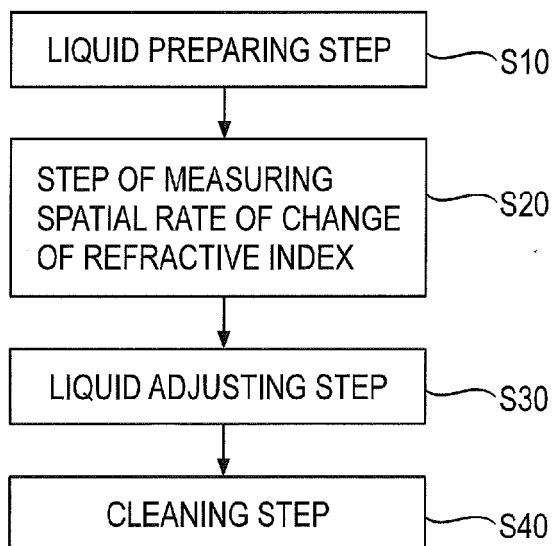 LIQUID PREPARING STEP
S10
STEP OF MEASURING
SPATIAL RATE OF CHANGE
OF REFRACTIVE INDEX
S20
LIQUID ADJUSTING STEP
S30
CLEANING STEP
S40